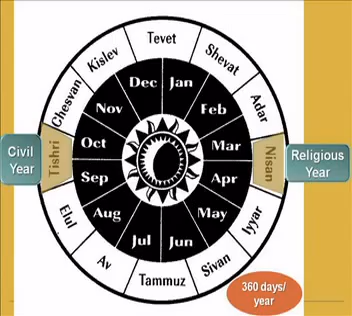 Tevet
Shevat
Adar
Nisan
Iyyar
Sivan
Tammuz
Av
Elul
Tishri
Chesvan
Kislev
Jan
Feb
Mar
Apr
May
Jun
Jul
Aug
Sep
Oct
Nov
Dec
Civil
Year
Religious
Year
360 days/
year